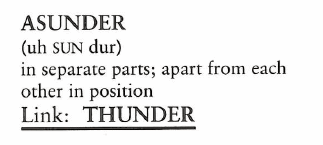 ASUNDER
(uh SUN dur)
in separate parts; apart from each
other in position
Link: THUNDER